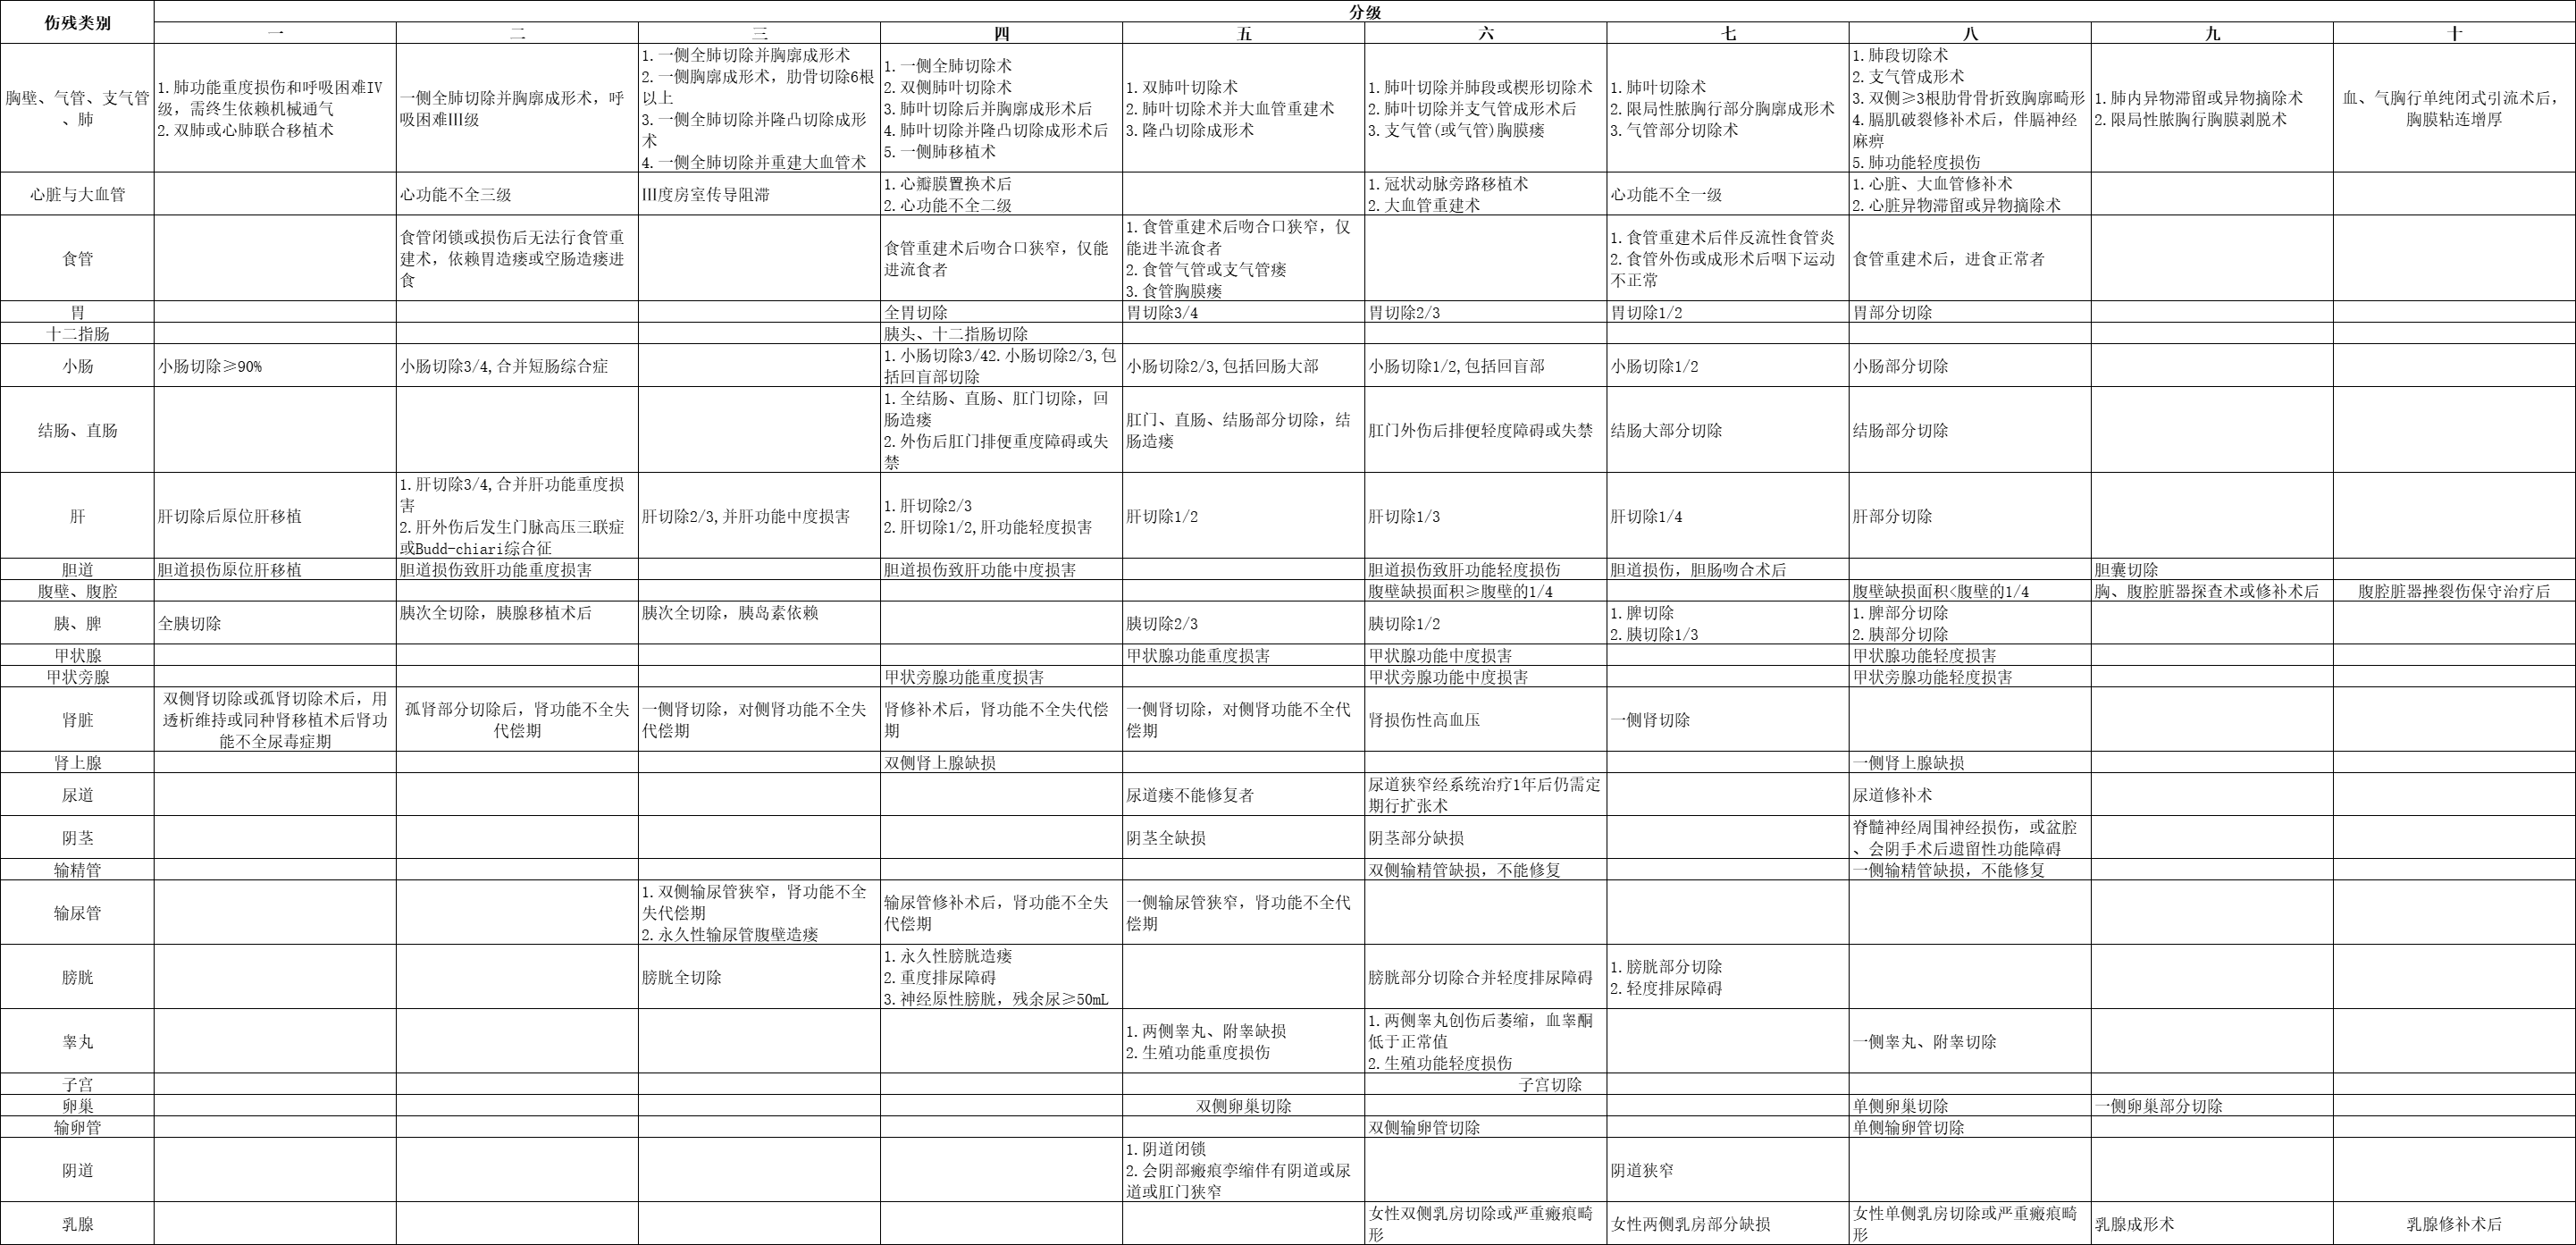 伤残类别
分级
一
二
三
四
五
六
七
八
九
十
胸壁、气管、支气管
、肺
1.肺功能重度损伤和呼吸困难IV
级，需终生依赖机械通气
2.双肺或心肺联合移植术
一侧全肺切除并胸廓成形术，呼
吸困难Ⅲ级
1.一侧全肺切除并胸廓成形术
2.一侧胸廓成形术，肋骨切除6根
以上
3.一侧全肺切除并隆凸切除成形
术
4.一侧全肺切除并重建大血管术
1.一侧全肺切除术
2.双侧肺叶切除术
3.肺叶切除后并胸廓成形术后
4.肺叶切除并隆凸切除成形术后
5.一侧肺移植术
1.双肺叶切除术
2.肺叶切除术并大血管重建术
3.隆凸切除成形术
1.肺叶切除并肺段或楔形切除术
2.肺叶切除并支气管成形术后
3.支气管(或气管)胸膜瘘
1.肺叶切除术
2.限局性脓胸行部分胸廓成形术
3.气管部分切除术
1.肺段切除术
2.支气管成形术
3.双侧≥3根肋骨骨折致胸廓畸形
4.膈肌破裂修补术后，伴膈神经
麻痹
5.肺功能轻度损伤
1.肺内异物滞留或异物摘除术
2.限局性脓胸行胸膜剥脱术
血、气胸行单纯闭式引流术后，
胸膜粘连增厚
心脏与大血管
心功能不全三级
Ⅲ度房室传导阻滞
1.心瓣膜置换术后
2.心功能不全二级
1.冠状动脉旁路移植术
2.大血管重建术
心功能不全一级
1.心脏、大血管修补术
2.心脏异物滞留或异物摘除术
食管
食管闭锁或损伤后无法行食管重
建术，依赖胃造瘘或空肠造瘘进
食
食管重建术后吻合口狭窄，仅能
进流食者
1.食管重建术后吻合口狭窄，仅
能进半流食者
2.食管气管或支气管瘘
3.食管胸膜瘘
1.食管重建术后伴反流性食管炎
2.食管外伤或成形术后咽下运动
不正常
食管重建术后，进食正常者
胃
全胃切除
胃切除3/4
胃切除2/3
胃切除1/2
胃部分切除
十二指肠
胰头、十二指肠切除
小肠
小肠切除≥90%
小肠切除3/4,合并短肠综合症
1.小肠切除3/42.小肠切除2/3,包
括回盲部切除
小肠切除2/3,包括回肠大部
小肠切除1/2,包括回盲部
小肠切除1/2
小肠部分切除
结肠、直肠
1.全结肠、直肠、肛门切除，回
肠造瘘
2.外伤后肛门排便重度障碍或失
禁
肛门、直肠、结肠部分切除，结
肠造瘘
肛门外伤后排便轻度障碍或失禁
结肠大部分切除
结肠部分切除
肝
肝切除后原位肝移植
1.肝切除3/4,合并肝功能重度损
害
2.肝外伤后发生门脉高压三联症
或Budd-chiari综合征
肝切除2/3,并肝功能中度损害
1.肝切除2/3
2.肝切除1/2,肝功能轻度损害
肝切除1/2
肝切除1/3
肝切除1/4
肝部分切除
胆道
胆道损伤原位肝移植
胆道损伤致肝功能重度损害
胆道损伤致肝功能中度损害
胆道损伤致肝功能轻度损伤
胆道损伤，胆肠吻合术后
胆囊切除
腹壁、腹腔
腹壁缺损面积≥腹壁的1/4
腹壁缺损面积<腹壁的1/4
胸、腹腔脏器探查术或修补术后
腹腔脏器挫裂伤保守治疗后
胰、脾
全胰切除
胰次全切除，胰腺移植术后
胰次全切除，胰岛素依赖
胰切除2/3
胰切除1/2
1.脾切除
2.胰切除1/3
1.脾部分切除
2.胰部分切除
甲状腺
甲状腺功能重度损害
甲状腺功能中度损害
甲状腺功能轻度损害
甲状旁腺
甲状旁腺功能重度损害
甲状旁腺功能中度损害
甲状旁腺功能轻度损害
肾脏
双侧肾切除或孤肾切除术后，用
透析维持或同种肾移植术后肾功
能不全尿毒症期
孤肾部分切除后，肾功能不全失
代偿期
一侧肾切除，对侧肾功能不全失
代偿期
肾修补术后，肾功能不全失代偿
期
一侧肾切除，对侧肾功能不全代
偿期
肾损伤性高血压
一侧肾切除
肾上腺
双侧肾上腺缺损
一侧肾上腺缺损
尿道
尿道瘘不能修复者
尿道狭窄经系统治疗1年后仍需定
期行扩张术
尿道修补术
阴茎
阴茎全缺损
阴茎部分缺损
脊髓神经周围神经损伤，或盆腔
、会阴手术后遗留性功能障碍
输精管
双侧输精管缺损，不能修复
一侧输精管缺损，不能修复
输尿管
1.双侧输尿管狭窄，肾功能不全
失代偿期
2.永久性输尿管腹壁造瘘
输尿管修补术后，肾功能不全失
代偿期
一侧输尿管狭窄，肾功能不全代
偿期
膀胱
膀胱全切除
1.永久性膀胱造瘘
2.重度排尿障碍
3.神经原性膀胱，残余尿≥50mL
膀胱部分切除合并轻度排尿障碍
1.膀胱部分切除
2.轻度排尿障碍
睾丸
1.两侧睾丸、附睾缺损
2.生殖功能重度损伤
1.两侧睾丸创伤后萎缩，血睾酮
低于正常值
2.生殖功能轻度损伤
一侧睾丸、附睾切除
子宫
子宫切除
卵巢
双侧卵巢切除
单侧卵巢切除
一侧卵巢部分切除
输卵管
双侧输卵管切除
单侧输卵管切除
阴道
1.阴道闭锁
2.会阴部瘢痕孪缩伴有阴道或尿
道或肛门狭窄
阴道狭窄
乳腺
女性双侧乳房切除或严重瘢痕畸
形
女性两侧乳房部分缺损
女性单侧乳房切除或严重瘢痕畸
形
乳腺成形术
乳腺修补术后